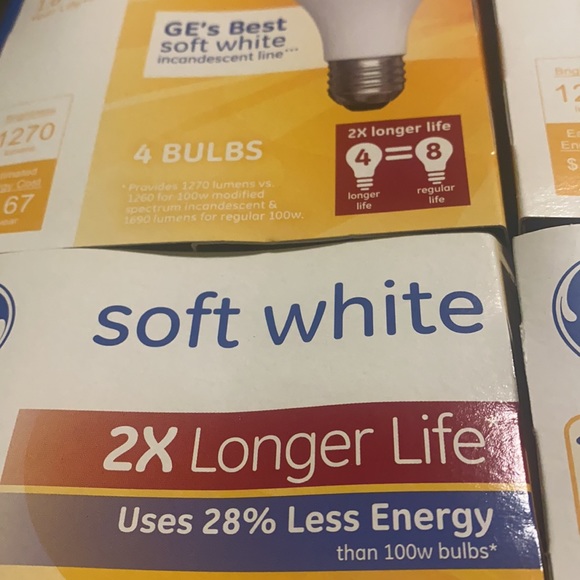 GE's Best
soft white
incandescent line***
1270
4 BULBS
2X longer life
4 = 8
longer life
regular life
* Provides 1270 lumens vs.
1260 for 100w modified
spectrum incandescent &
1690 lumens for regular 100w.
67
soft white
2X Longer Life*
Uses 28% Less Energy
than 100w bulbs*